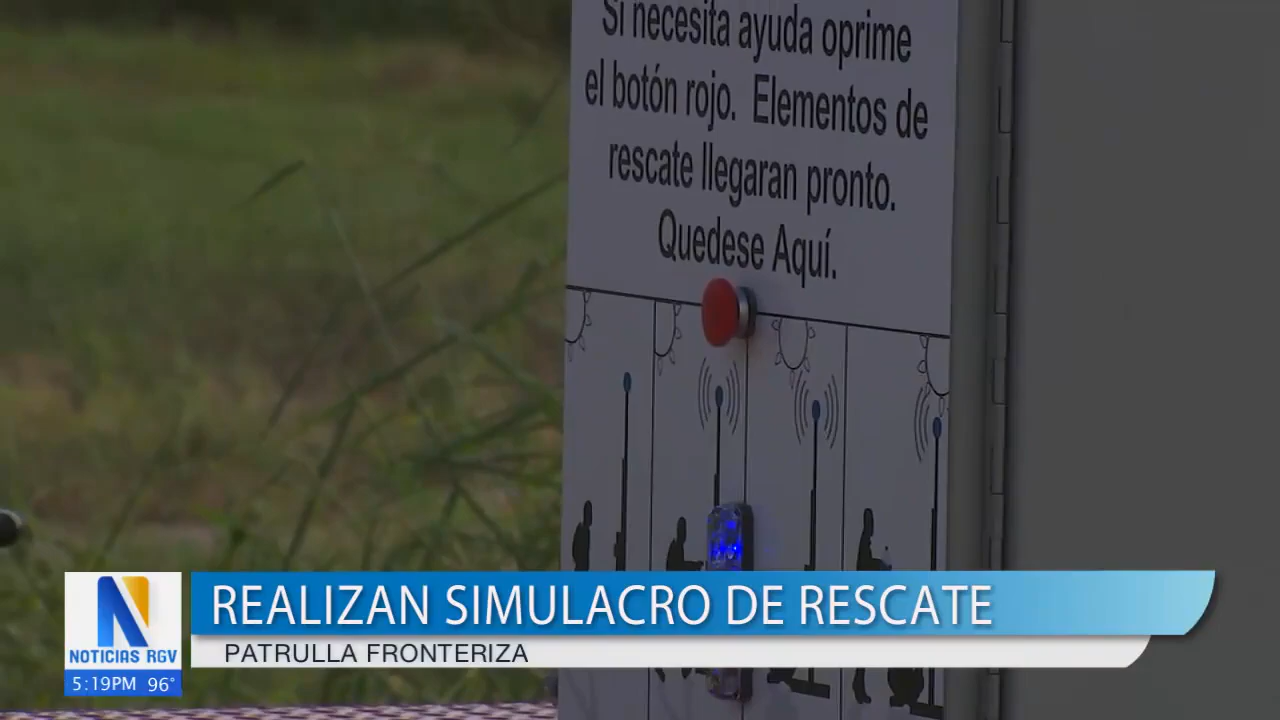 Si necesita ayuda oprime
el botón rojo. Elementos de
rescate llegaran pronto.
Quedese Aquí.
REALIZAN SIMULACRO DE RESCATE
PATRULLA FRONTERIZA
N
NOTICIAS RGV
5:19PM 96°